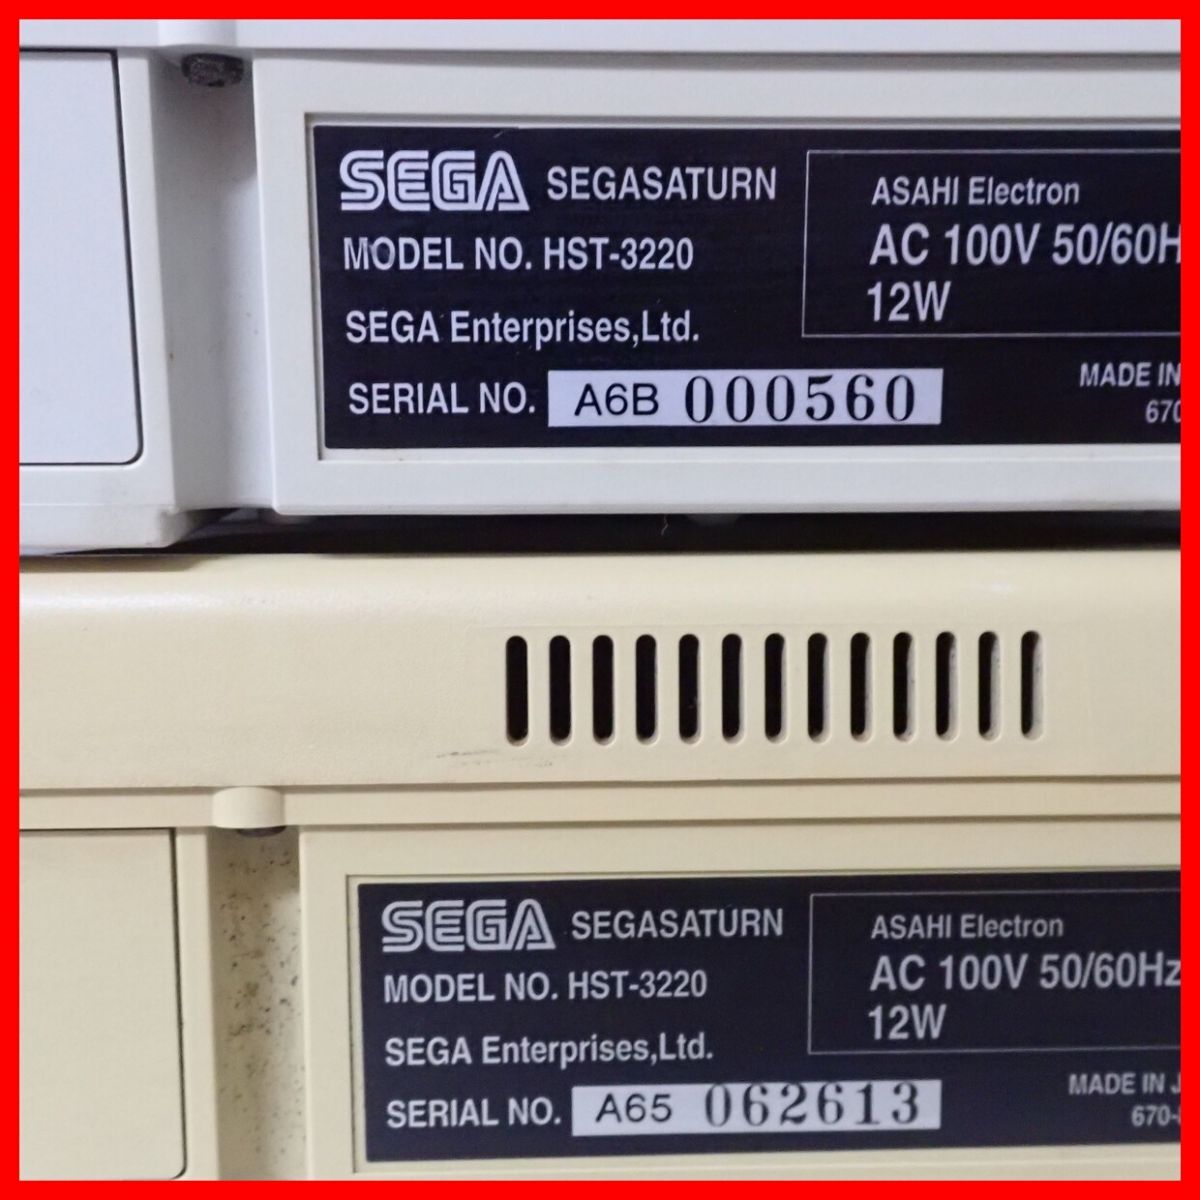 SEGA SEGASATURN
MODEL NO. HST-3220
SEGA Enterprises,Ltd.
SERIAL NO. A6B 000560
ASAHI Electron
AC 100V 50/60H
12W
MADE IN
670
SEGA SEGASATURN
MODEL NO. HST-3220
SEGA Enterprises,Ltd.
SERIAL NO. A65 062613
ASAHI Electron
AC 100V 50/60Hz
12W
MADE IN J
670-